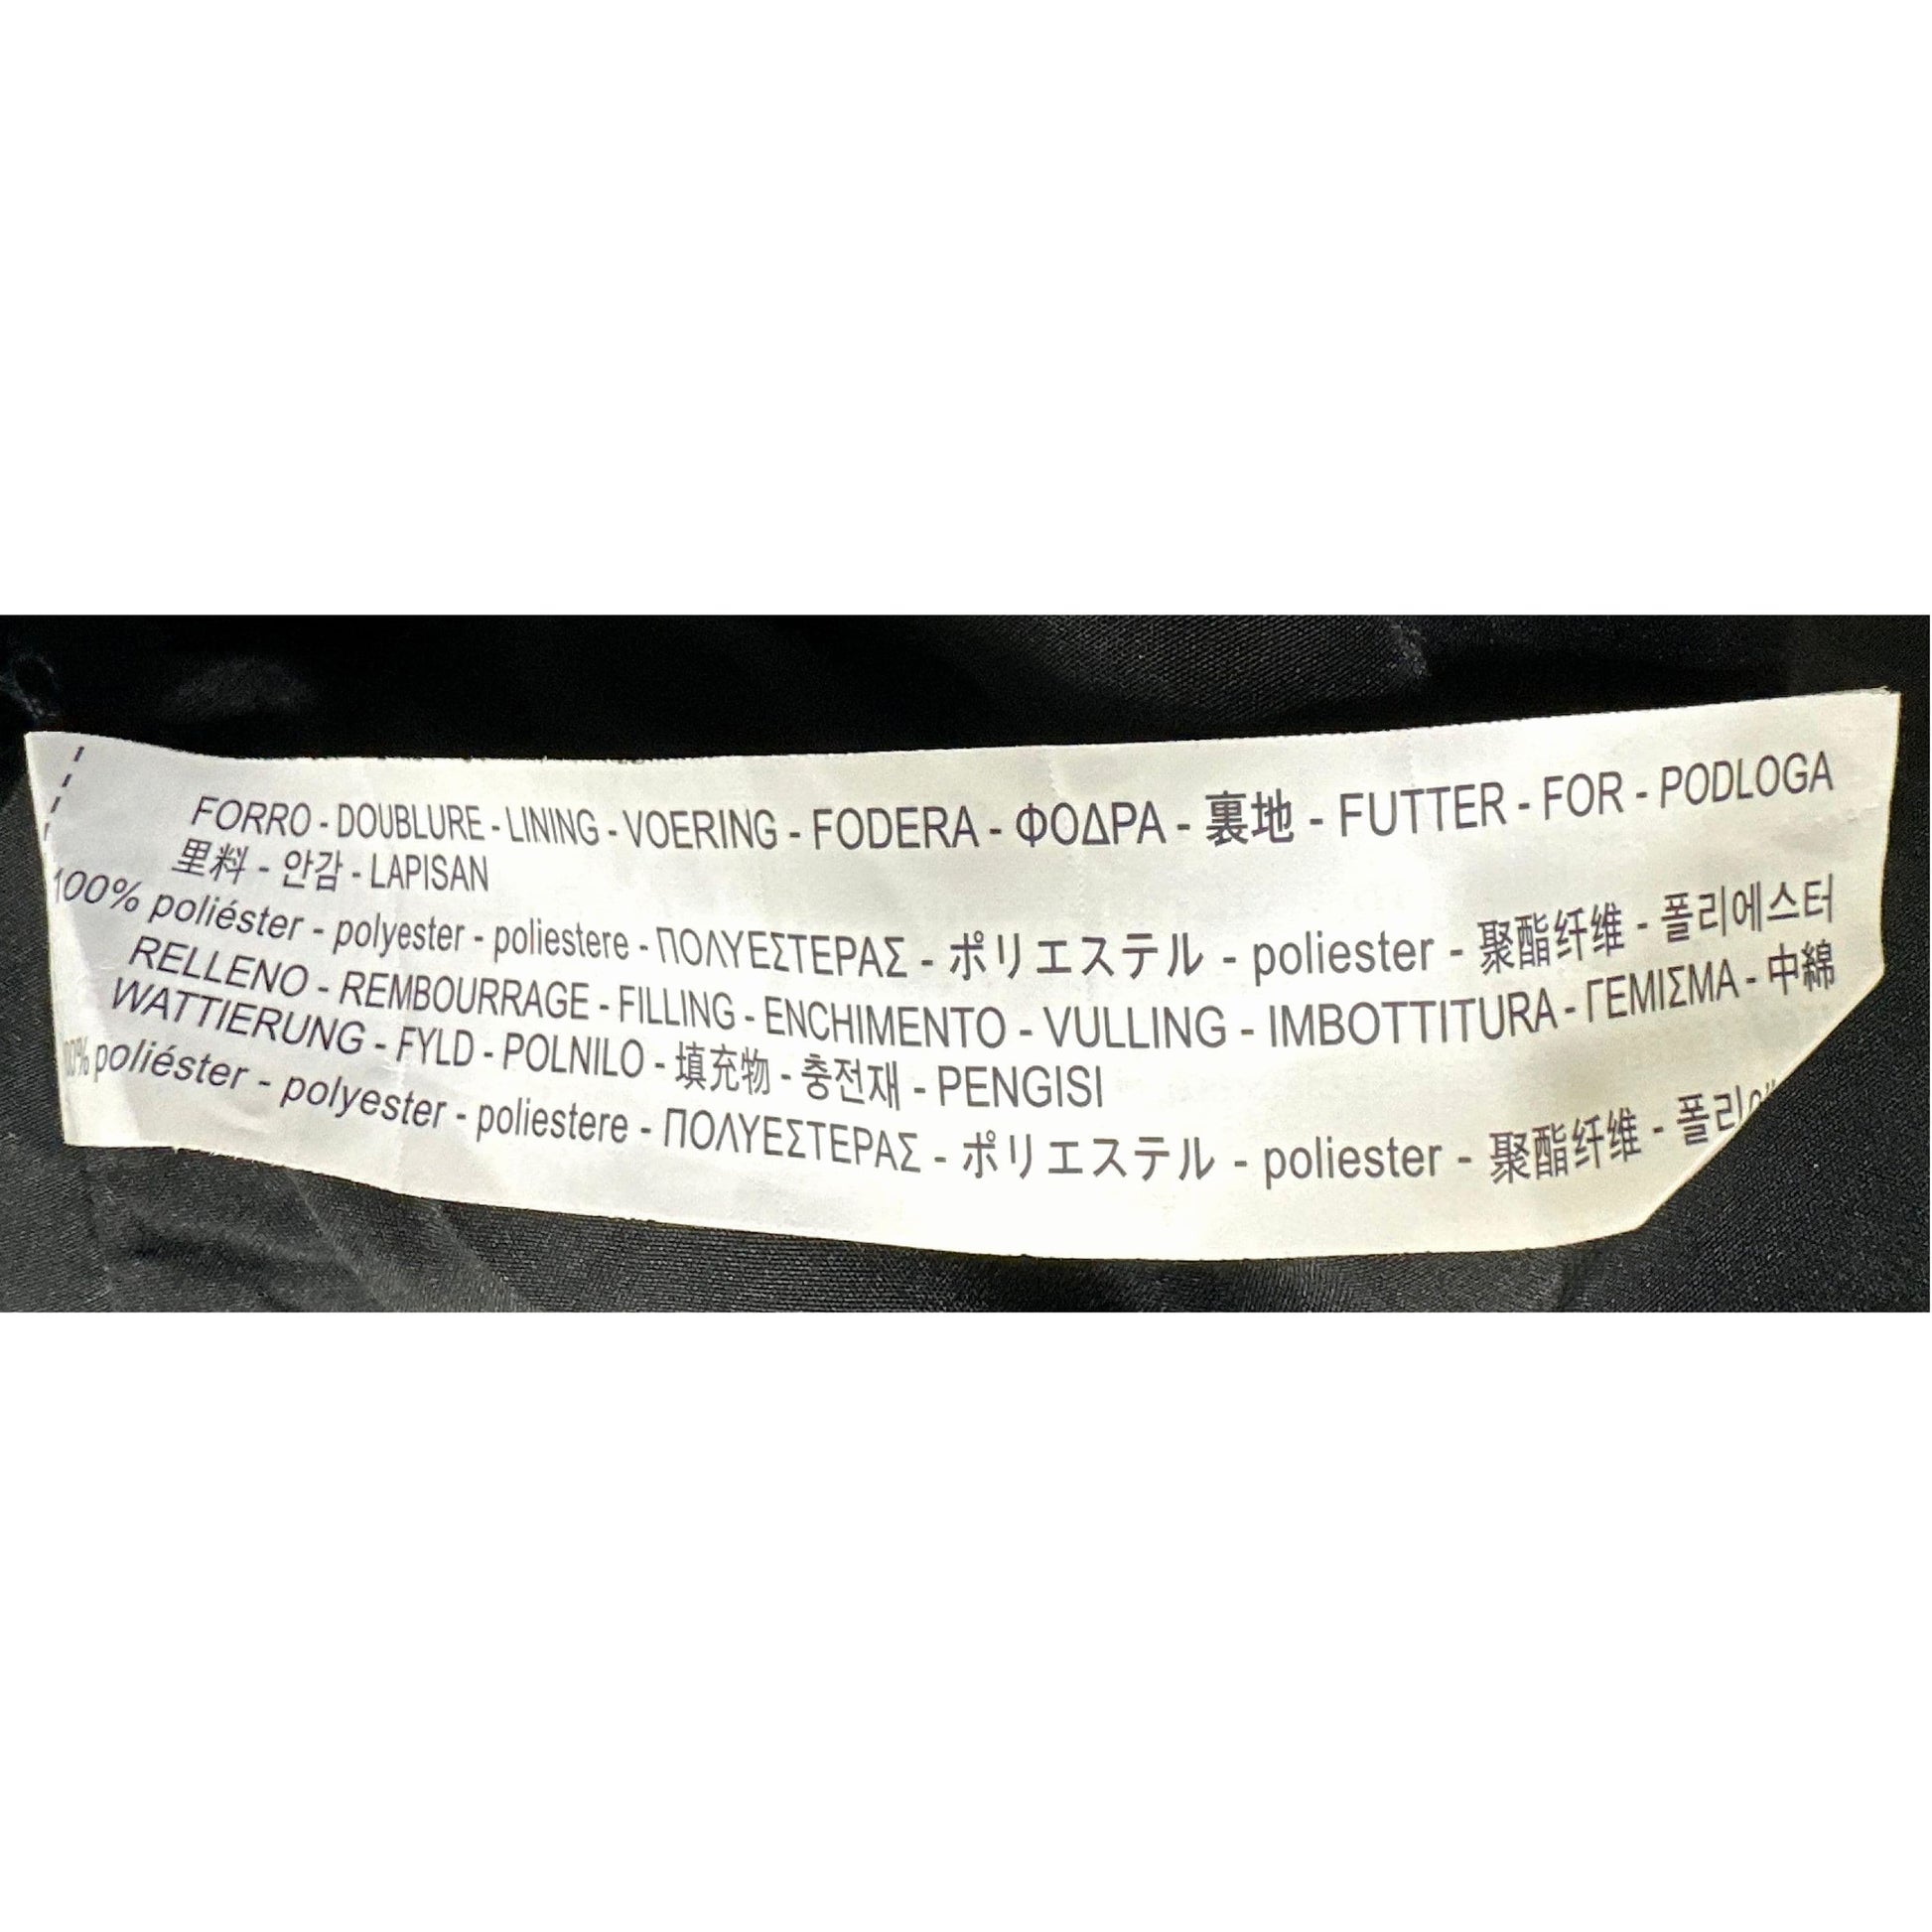 FORRO - DOUBLURE - LINING - VOERING - FODERA - ΦΟΔΡΑ - 裏地 - FUTTER - FOR - PODLOGA
里料 - 안감 - LAPISAN
100% poliéster - polyester - poliestere - ΠΟΛΥΕΣΤΕΡΑΣ - ポリエステル - poliester - 聚酯纤维 - 폴리에스터
RELLENO - REMBOURRAGE - FILLING - ENCHIMENTO - VULLING - IMBOTTITURA - ΓΕΜΙΣΜΑ - 中綿
WATTIERUNG - FYLD - POLNILO - 填充物 - 충전재 - PENGISI
poliéster - polyester - poliestere - ΠΟΛΥΕΣΤΕΡΑΣ - ポリエステル - poliester - 聚酯纤维 -